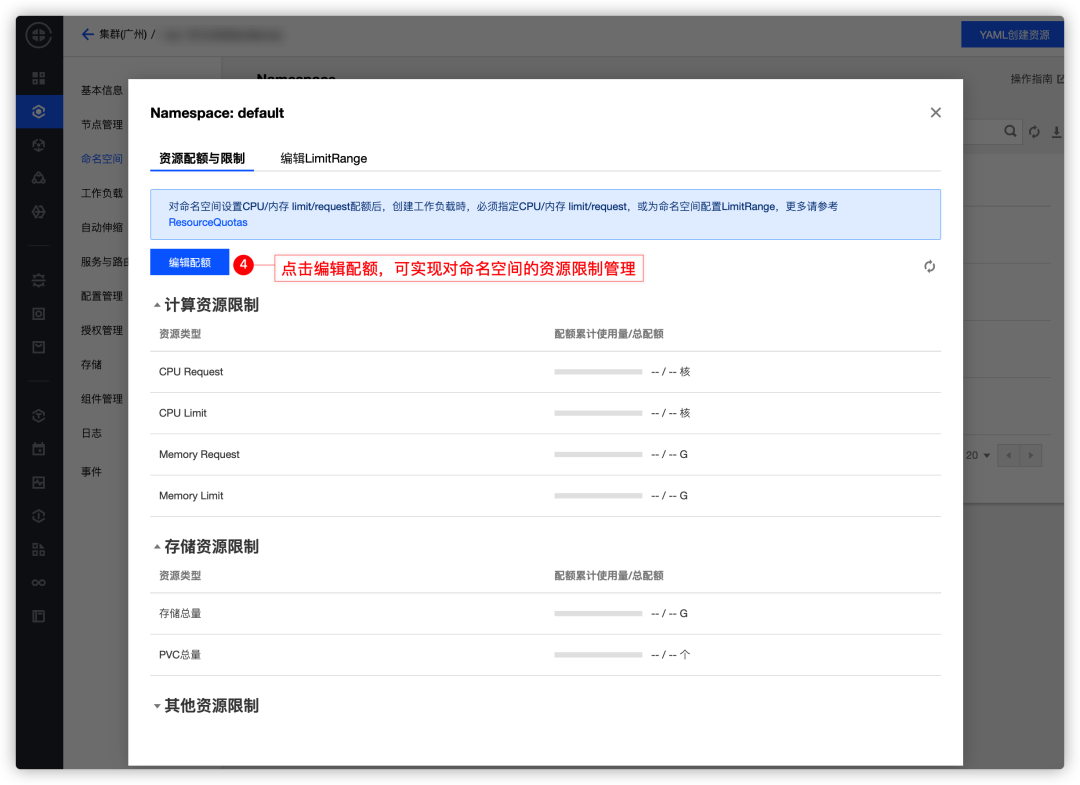 集群(广州) /
YAML创建资源
Namespace
操作指南
基本信息
节点管理
命名空间
工作负载
自动伸缩
服务与路由
配置管理
授权管理
存储
组件管理
日志
事件
20
Namespace: default
资源配额与限制
编辑LimitRange
对命名空间设置CPU/内存 limit/request配额后，创建工作负载時，必须指定CPU/内存 limit/request，或为命名空间配置LimitRange，更多请参考
ResourceQuotas
编辑配额
4
点击编辑配额，可实现对命名空间的资源限制管理
计算资源限制
资源类型 配额累计使用量/总配额
CPU Request -- / -- 核
CPU Limit -- / -- 核
Memory Request -- / -- G
Memory Limit -- / -- G
存储资源限制
资源类型 配额累计使用量/总配额
存储总量 -- / -- G
PVC总量 -- / -- 个
其他资源限制